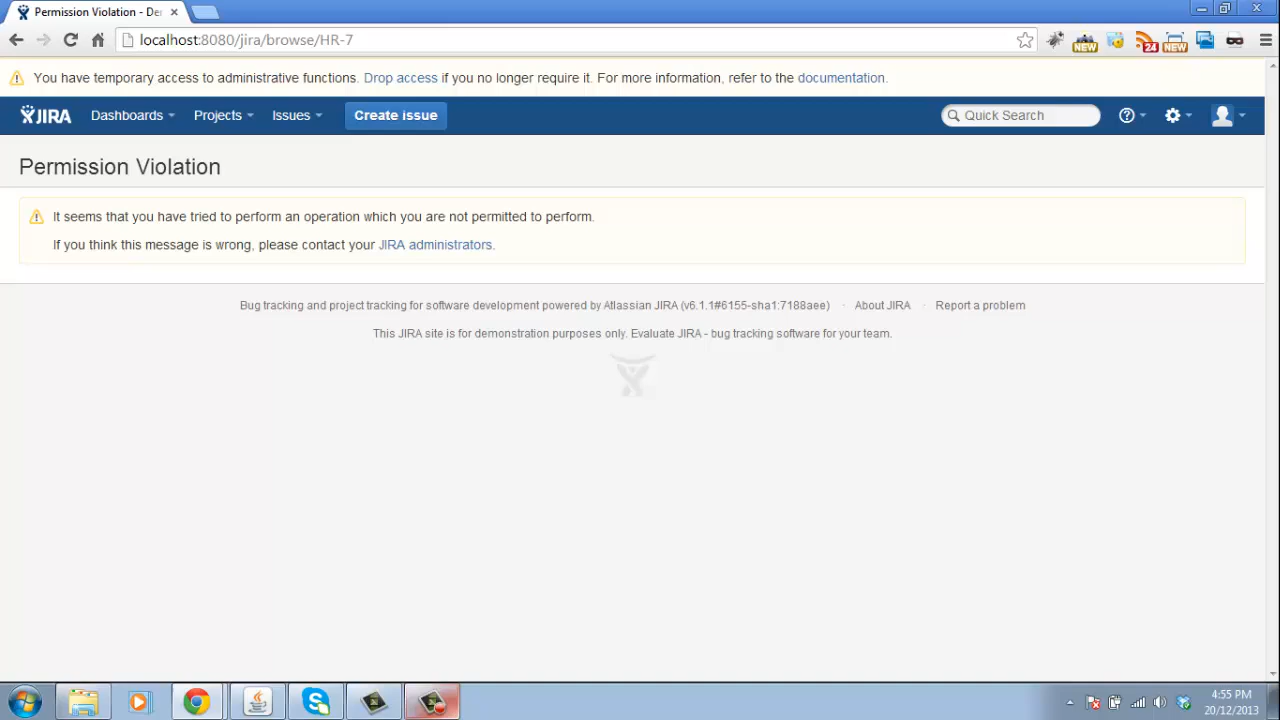 Permission Violation - De
localhost:8080/jira/browse/HR-7
NEW
24
NEW
You have temporary access to administrative functions. Drop access if you no longer require it. For more information, refer to the documentation.
JIRA Dashboards Projects Issues Create issue Quick Search
Permission Violation
It seems that you have tried to perform an operation which you are not permitted to perform.
If you think this message is wrong, please contact your JIRA administrators.
Bug tracking and project tracking for software development powered by Atlassian JIRA (v6.1.1#6155-sha1:7188aee) · About JIRA · Report a problem
This JIRA site is for demonstration purposes only. Evaluate JIRA - bug tracking software for your team.
4:55 PM
20/12/2013